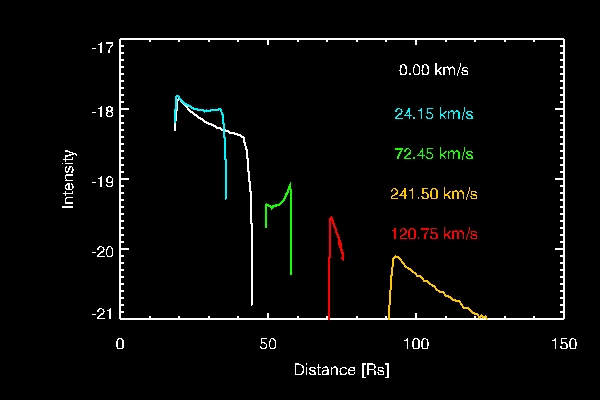 -17
0.00 km/s
-18
24.15 km/s
72.45 km/s
Intensity
-19
241.50 km/s
120.75 km/s
-20
-21
0 50 100 150
Distance [Rs]